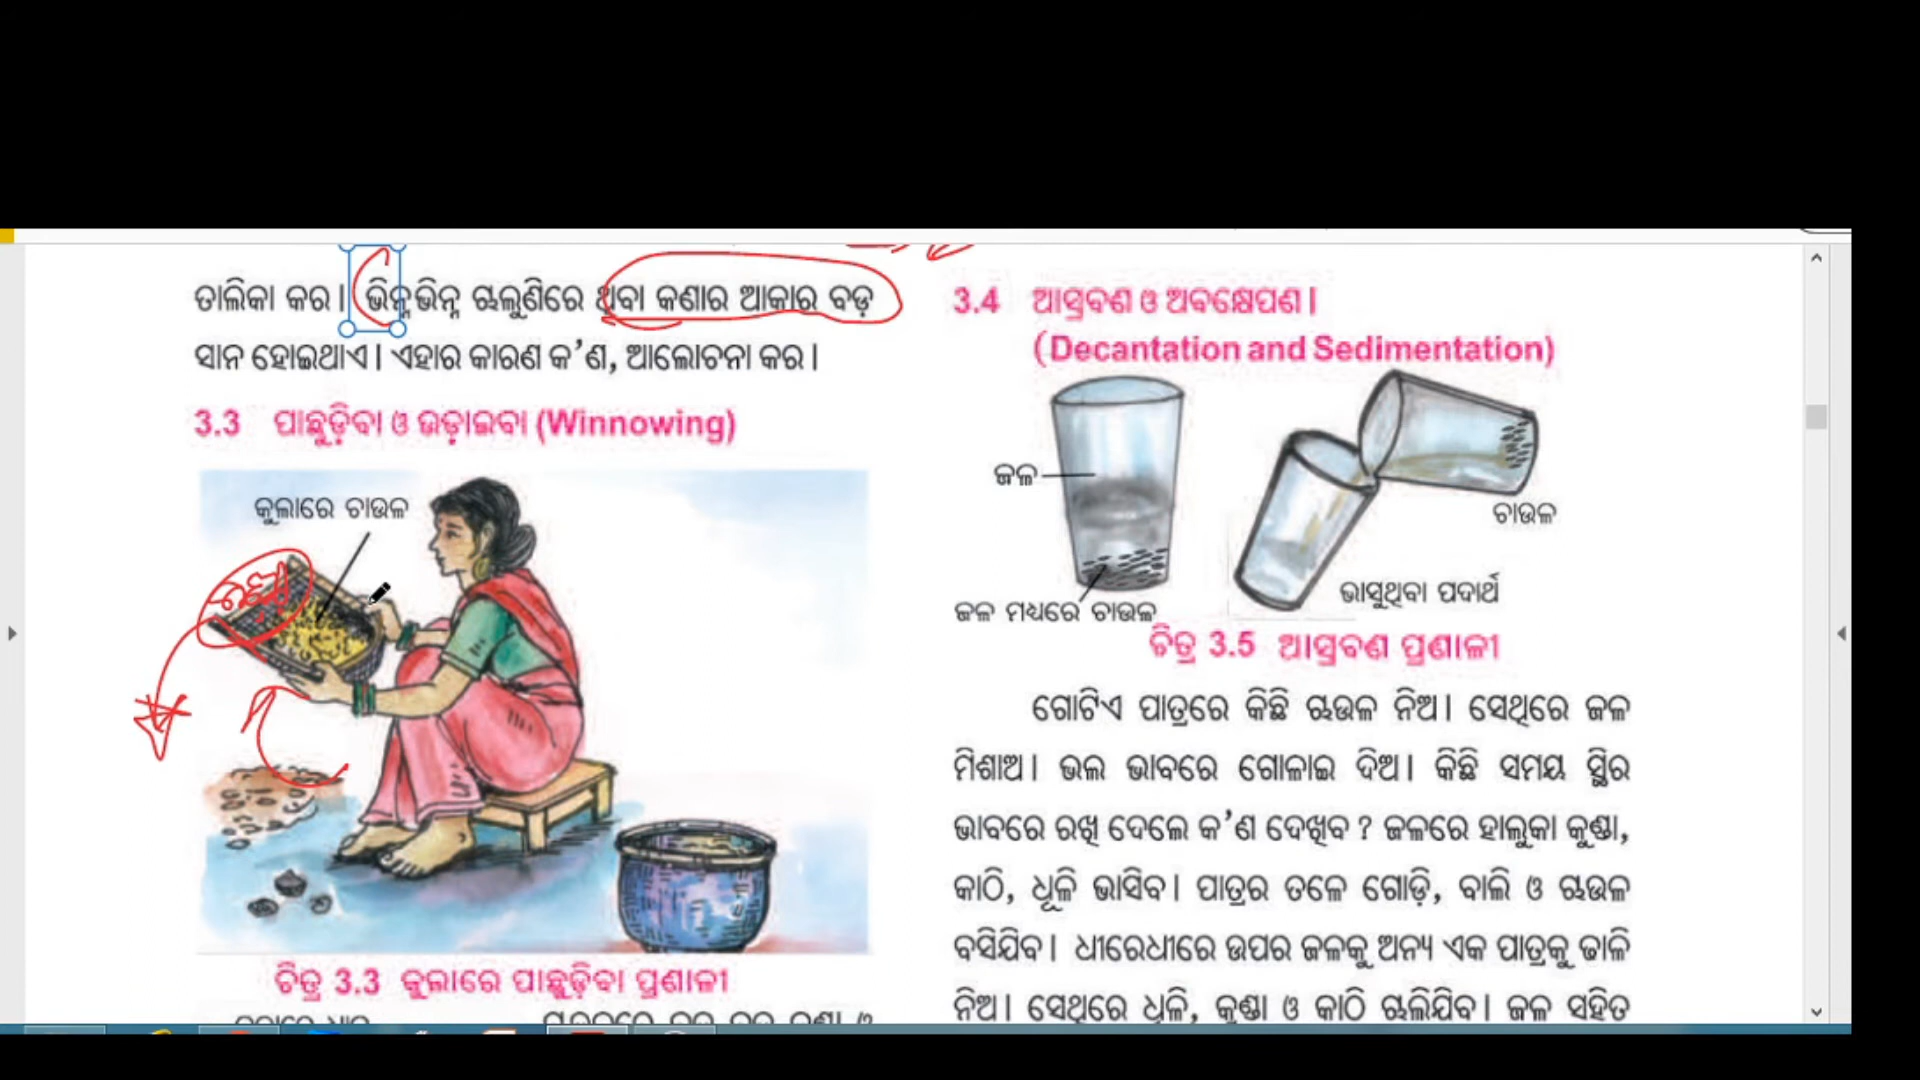 ତାଲିକା କର। ଭିନ୍ନଭିନ୍ନ ଚାଲୁଣିରେ ଥିବା କଣାର ଆକାର ବଡ଼
ସାନ ହୋଇଥାଏ। ଏହାର କାରଣ କ’ଣ, ଆଲୋଚନା କର।
3.3 ପାଛୁଡ଼ିବା ଓ ଉଡ଼ାଇବା (Winnowing)
କୁଲାରେ ଚାଉଳ
ଚିତ୍ର 3.3 କୁଲାରେ ପାଛୁଡ଼ିବା ପ୍ରଣାଳୀ
3.4 ଆସ୍ରବଣ ଓ ଅବକ୍ଷେପଣ।
(Decantation and Sedimentation)
ଜଳ
ଚାଉଳ
ଭାସୁଥିବା ପଦାର୍ଥ
ଜଳ ମଧ୍ୟରେ ଚାଉଳ
ଚିତ୍ର 3.5 ଆସ୍ରବଣ ପ୍ରଣାଳୀ
ଗୋଟିଏ ପାତ୍ରରେ କିଛି ଚାଉଳ ନିଅ। ସେଥିରେ ଜଳ
ମିଶାଅ। ଭଲ ଭାବରେ ଗୋଳାଇ ଦିଅ। କିଛି ସମୟ ସ୍ଥିର
ଭାବରେ ରଖି ଦେଲେ କ’ଣ ଦେଖିବ ? ଜଳରେ ହାଲୁକା କୁଣ୍ଡା,
କାଠି, ଧୂଳି ଭାସିବ। ପାତ୍ରର ତଳେ ଗୋଡ଼ି, ବାଲି ଓ ଚାଉଳ
ବସିଯିବ। ଧୀରେଧୀରେ ଉପର ଜଳକୁ ଅନ୍ୟ ଏକ ପାତ୍ରକୁ ଢାଳି
ନିଅ। ସେଥିରେ ଧୂଳି, କୁଣ୍ଡା ଓ କାଠି ଚାଲିଯିବ। ଜଳ ସହିତ